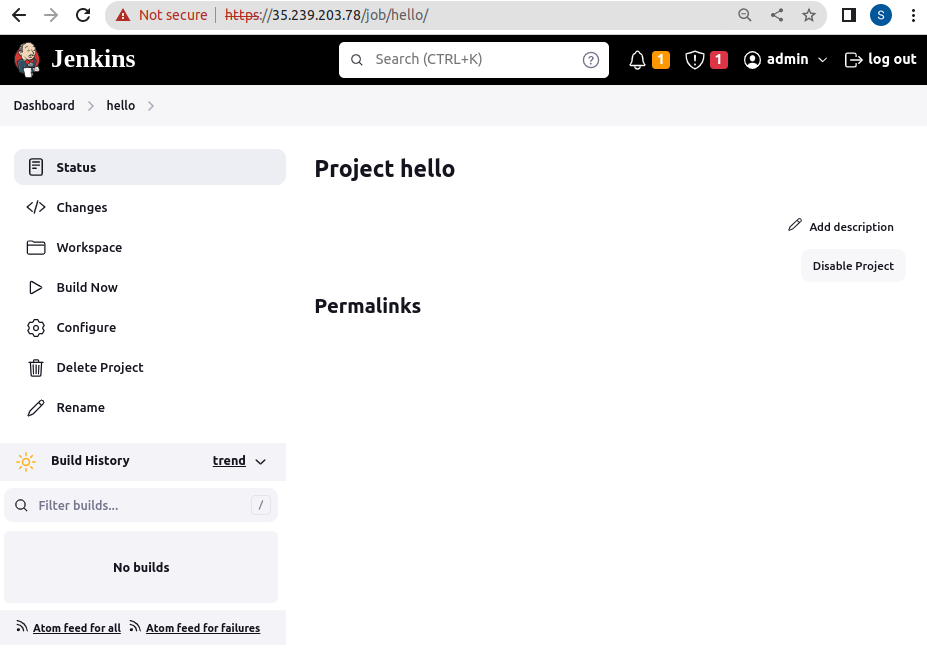 Not secure https://35.239.203.78/job/hello/ S
Jenkins Search (CTRL+K) ? 1 1 admin log out
Dashboard hello
Status
Changes
Workspace
Build Now
Configure
Delete Project
Rename
Build History trend
Filter builds... /
No builds
Atom feed for all Atom feed for failures
Project hello
Add description
Disable Project
Permalinks